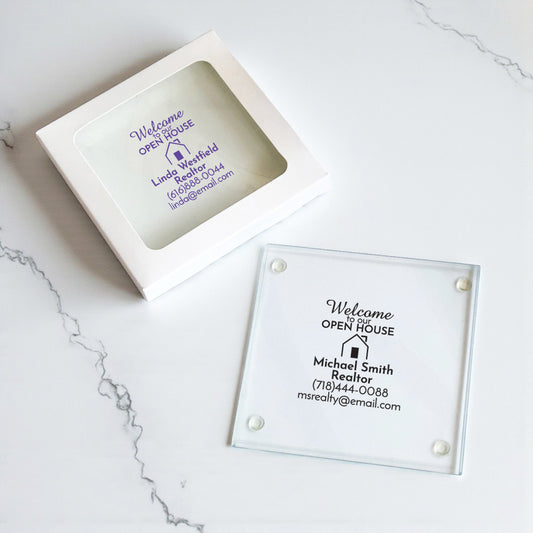 Welcome
to our
OPEN HOUSE
Linda Westfield
Realtor
(616)888-0044
linda@email.com
Welcome
to our
OPEN HOUSE
Michael Smith
Realtor
(718)444-0088
msrealty@email.com